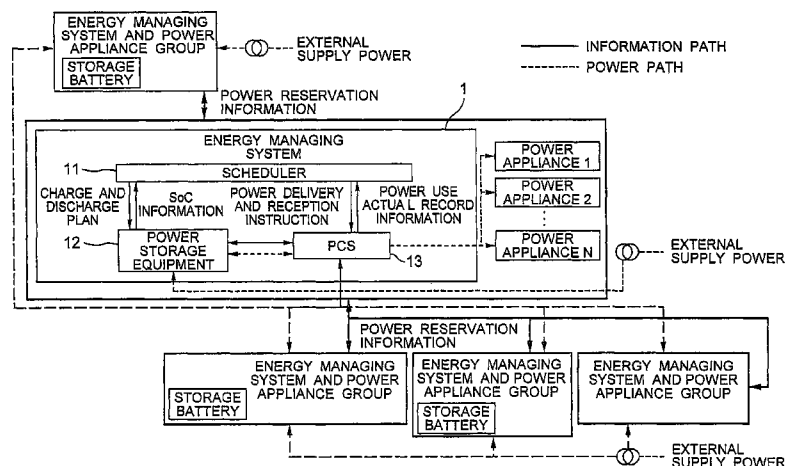 ENERGY MANAGING
SYSTEM AND POWER
APPLIANCE GROUP
STORAGE
BATTERY
EXTERNAL
SUPPLY POWER
INFORMATION PATH
POWER PATH
POWER RESERVATION
INFORMATION
1
ENERGY MANAGING
SYSTEM
11
SCHEDULER
CHARGE AND
DISCHARGE
PLAN
SoC
INFORMATION
POWER DELIVERY
AND RECEPTION
INSTRUCTION
POWER USE
ACTUAL RECORD
INFORMATION
12
POWER
STORAGE
EQUIPMENT
PCS
13
POWER
APPLIANCE 1
POWER
APPLIANCE 2
POWER
APPLIANCE N
EXTERNAL
SUPPLY POWER
POWER RESERVATION
INFORMATION
ENERGY MANAGING
SYSTEM AND POWER
APPLIANCE GROUP
STORAGE
BATTERY
ENERGY MANAGING
SYSTEM AND POWER
APPLIANCE GROUP
STORAGE
BATTERY
ENERGY MANAGING
SYSTEM AND POWER
APPLIANCE GROUP
EXTERNAL
SUPPLY POWER